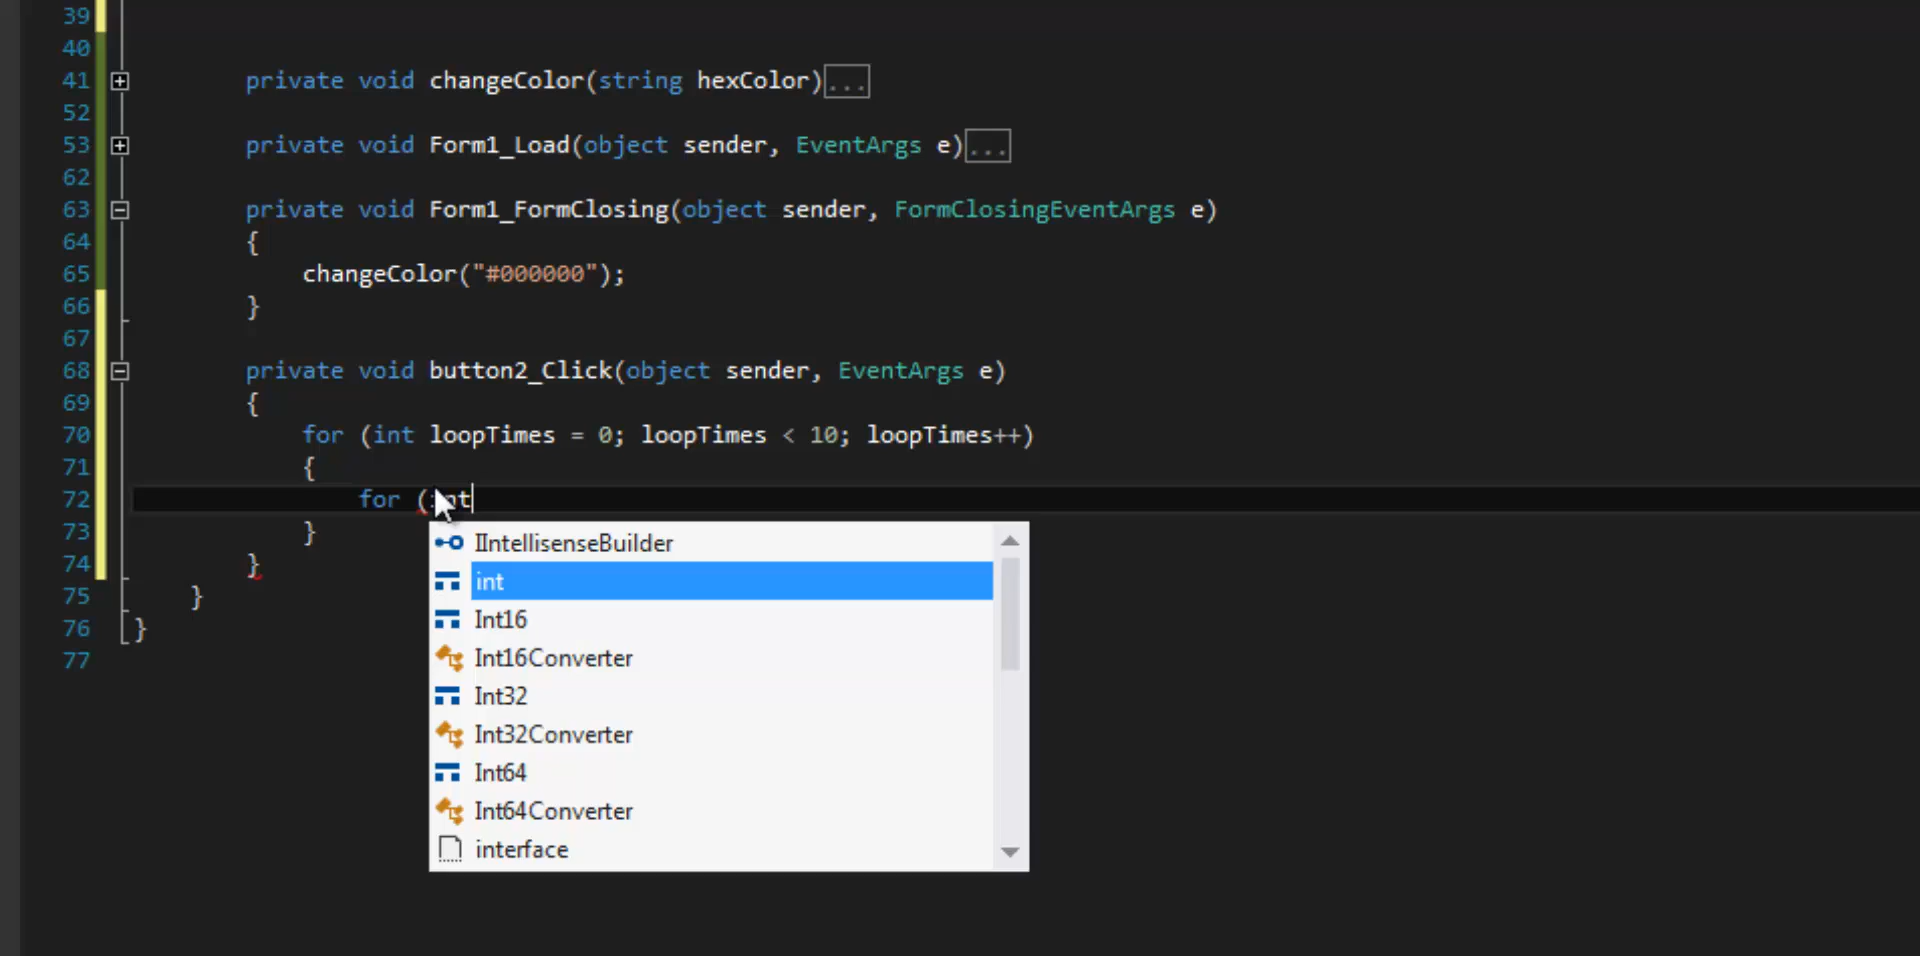 39
40
41 private void changeColor(string hexColor)...
52
53 private void Form1_Load(object sender, EventArgs e)...
62
63 private void Form1_FormClosing(object sender, FormClosingEventArgs e)
64 {
65 changeColor("#000000");
66 }
67
68 private void button2_Click(object sender, EventArgs e)
69 {
70 for (int loopTimes = 0; loopTimes < 10; loopTimes++)
71 {
72 for (int
73 }
74 }
75 }
76 }
77
IIntellisenseBuilder
int
Int16
Int16Converter
Int32
Int32Converter
Int64
Int64Converter
interface